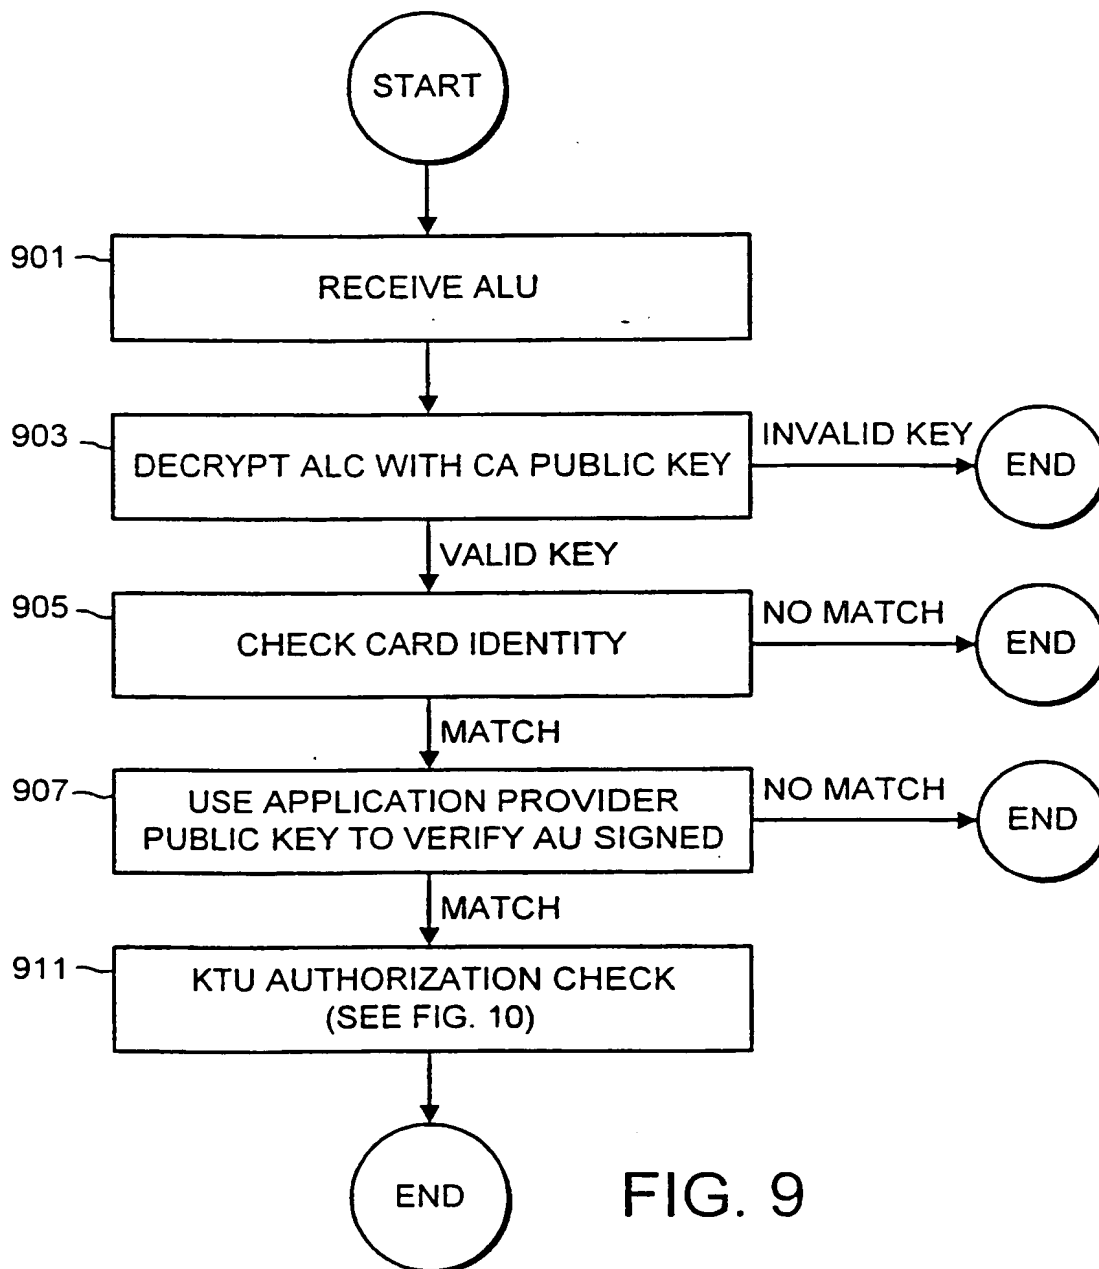 START
901
RECEIVE ALU
903
DECRYPT ALC WITH CA PUBLIC KEY
INVALID KEY
END
VALID KEY
905
CHECK CARD IDENTITY
NO MATCH
END
MATCH
907
USE APPLICATION PROVIDER
PUBLIC KEY TO VERIFY AU SIGNED
NO MATCH
END
MATCH
911
KTU AUTHORIZATION CHECK
(SEE FIG. 10)
END
FIG. 9